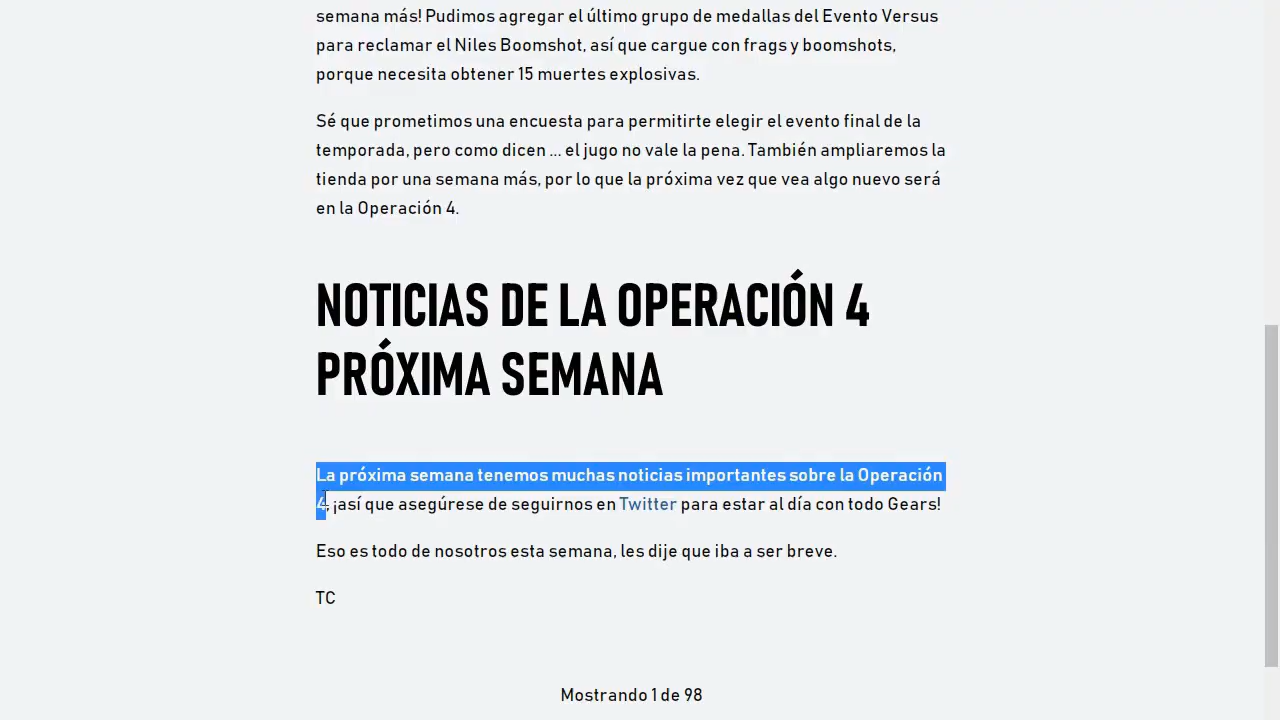 semana más! Pudimos agregar el último grupo de medallas del Evento Versus
para reclamar el Niles Boomshot, así que cargue con frags y boomshots,
porque necesita obtener 15 muertes explosivas.
Sé que prometimos una encuesta para permitirte elegir el evento final de la
temporada, pero como dicen ... el jugo no vale la pena. También ampliaremos la
tienda por una semana más, por lo que la próxima vez que vea algo nuevo será
en la Operación 4.
NOTICIAS DE LA OPERACIÓN 4
PRÓXIMA SEMANA
La próxima semana tenemos muchas noticias importantes sobre la Operación
4, ¡así que asegúrese de seguirnos en Twitter para estar al día con todo Gears!
Eso es todo de nosotros esta semana, les dije que iba a ser breve.
TC
Mostrando 1 de 98